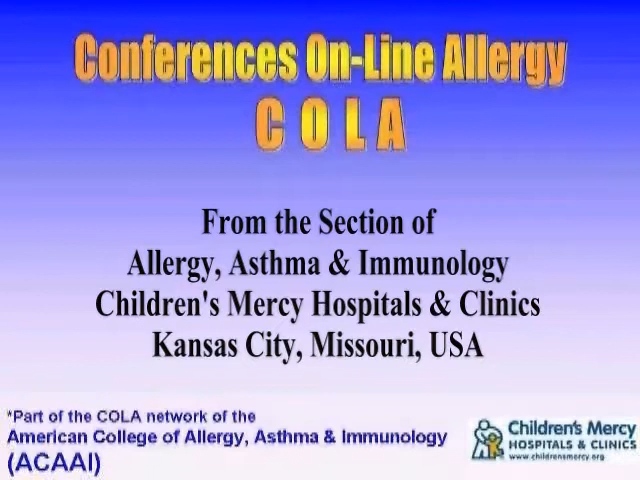 Conferences On-Line Allergy
C O L A
From the Section of
Allergy, Asthma & Immunology
Children's Mercy Hospitals & Clinics
Kansas City, Missouri, USA
*Part of the COLA network of the
American College of Allergy, Asthma & Immunology
(ACAAI)
Children's Mercy
HOSPITALS & CLINICS
www.childrensmercy.org